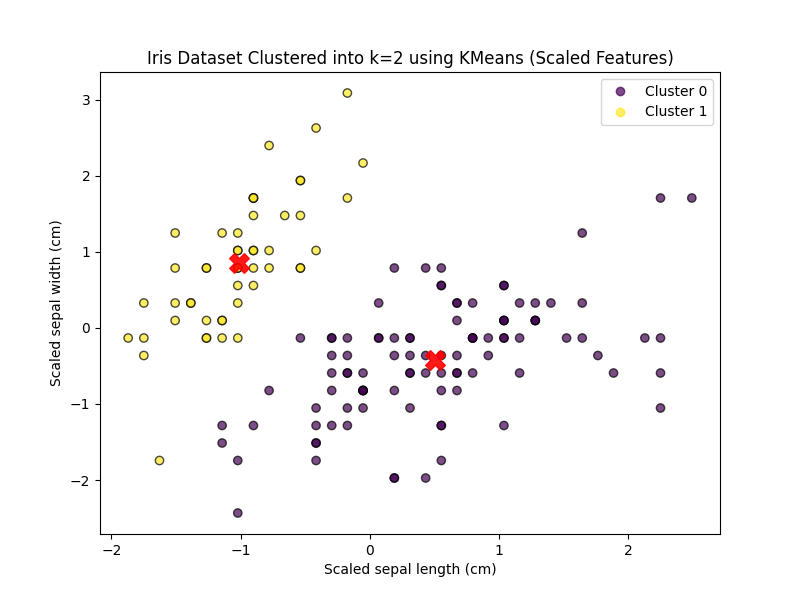 Iris Dataset Clustered into k=2 using KMeans (Scaled Features)
Cluster 0
Cluster 1
3
2
1
0
−1
−2
Scaled sepal width (cm)
−2 −1 0 1 2
Scaled sepal length (cm)